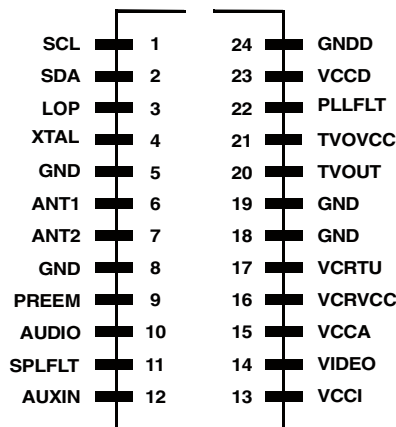 SCL 1 24 GNDD
SDA 2 23 VCCD
LOP 3 22 PLLFLT
XTAL 4 21 TVOVCC
GND 5 20 TVOUT
ANT1 6 19 GND
ANT2 7 18 GND
GND 8 17 VCRTU
PREEM 9 16 VCRVCC
AUDIO 10 15 VCCA
SPLFLT 11 14 VIDEO
AUXIN 12 13 VCCI